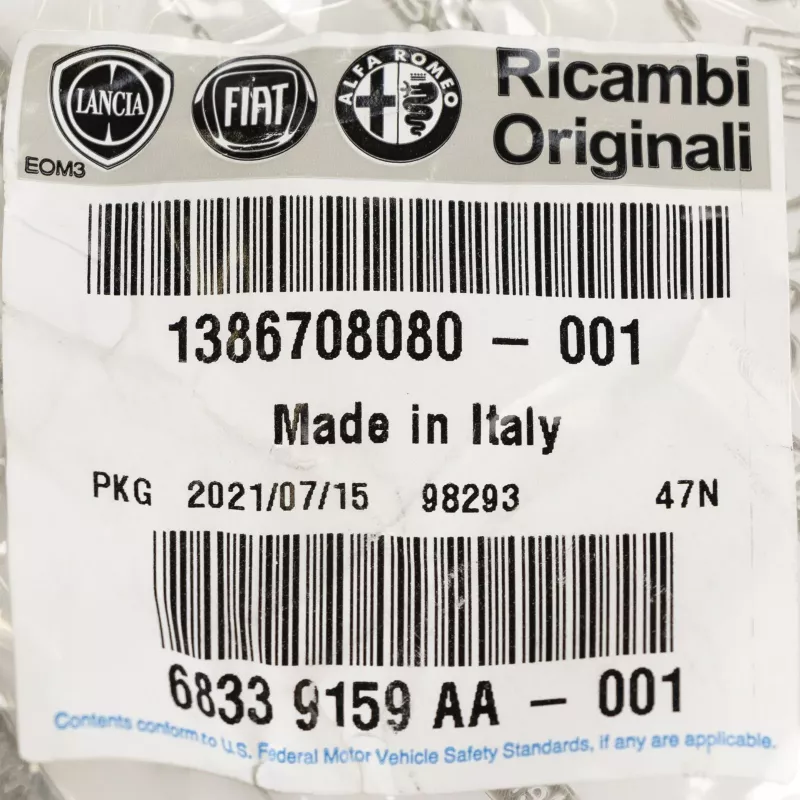 LANCIA
FIAT
ALFA ROMEO
Ricambi
Originali
EOM3
1386708080 - 001
Made in Italy
PKG 2021/07/15 98293 47N
6833 9159 AA - 001
Contents conform to U.S. Federal Motor Vehicle Safety Standards, if any are applicable.